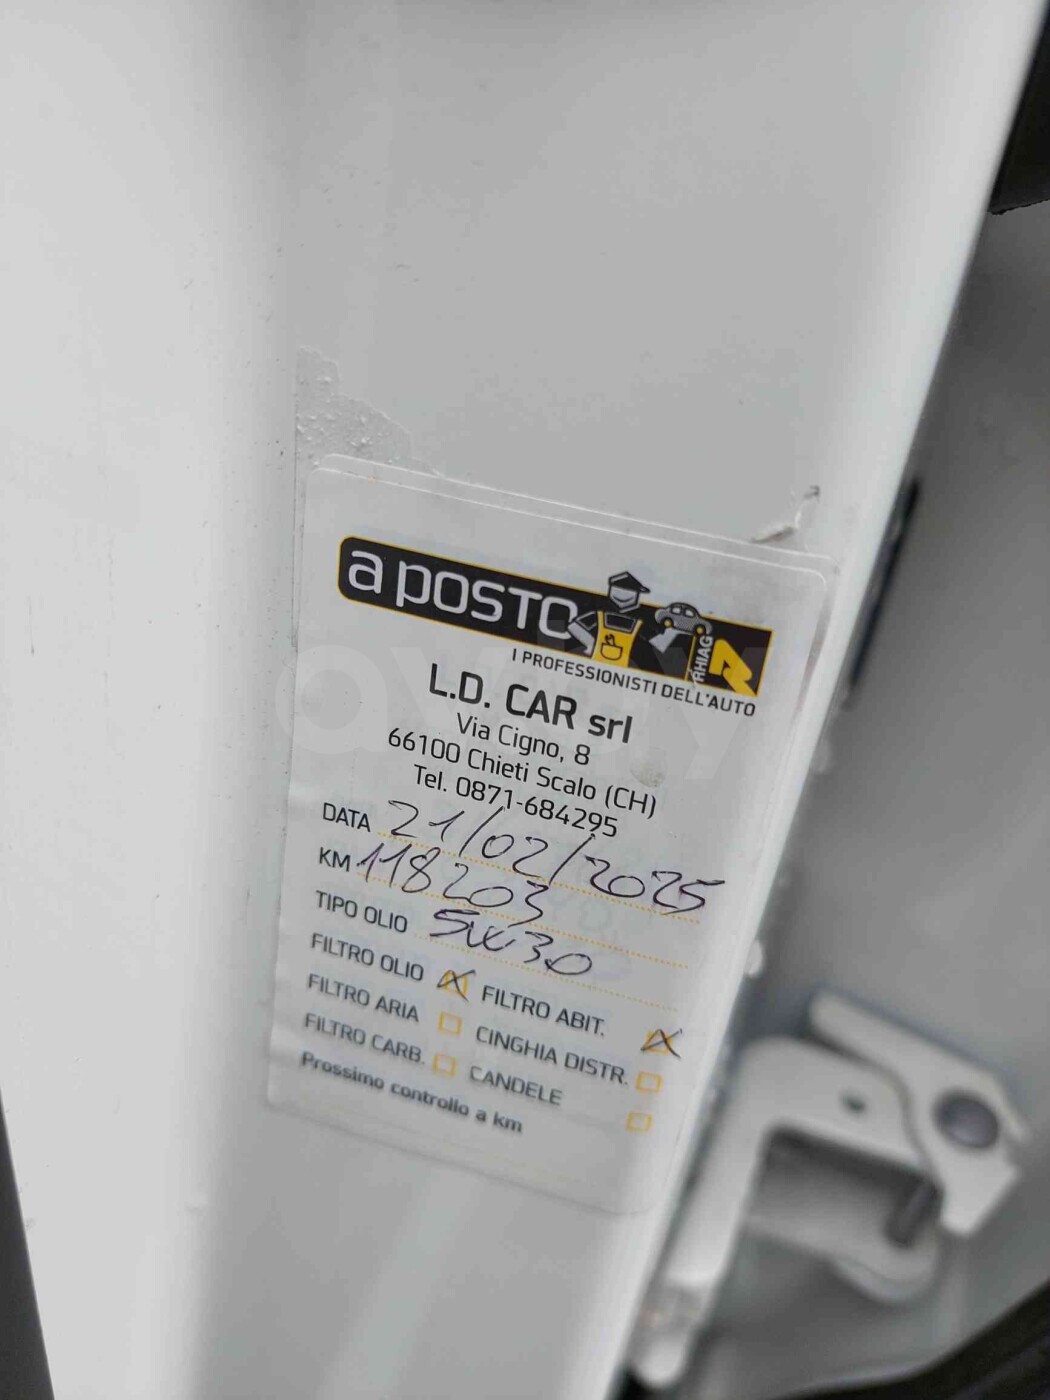 a POSTO
RHIAG
I PROFESSIONISTI DELL'AUTO
L.D. CAR srl
Via Cigno, 8
66100 Chieti Scalo (CH)
Tel. 0871-684295
DATA 21/02/2025
KM 118203
TIPO OLIO 5W30
FILTRO OLIO X FILTRO ABIT. X
FILTRO ARIA CINGHIA DISTR.
FILTRO CARB. CANDELE
Prossimo controllo a km